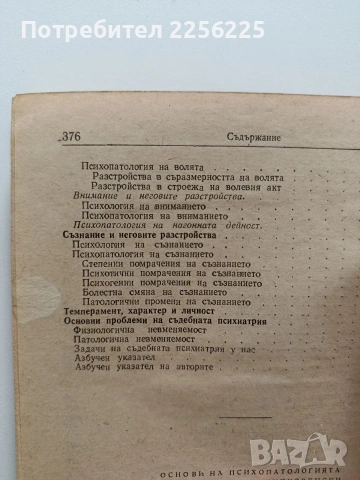 Потребител 2256225
376
Съдържание
Психопатология на волята
Разстройства в съразмерността на волята
Разстройства в строежа на волевия акт
Внимание и неговите разстройства.
Психология на вниманието
Психопатология на вниманието
Психопатология на нагонната дейност.
Съзнание и неговите разстройства
Психология на съзнанието
Психопатология на съзнанието
Степенни помрачения на съзнанието
Психотични помрачения на съзнанието
Психогенни помрачения на съзнанието
Болестна смяна на съзнанието
Патологични промени на съзнанието
Темперамент, характер и личност
Основни проблеми на съдебната психиатрия
Физиологична невменяемост
Патологична невменяемост
Задачи на съдебната психиатрия у нас
Азбучен указател
Азбучен указател на авторите
ОСНОВИ НА ПСИХОПАТОЛОГИЯТА
BAZAR
bg